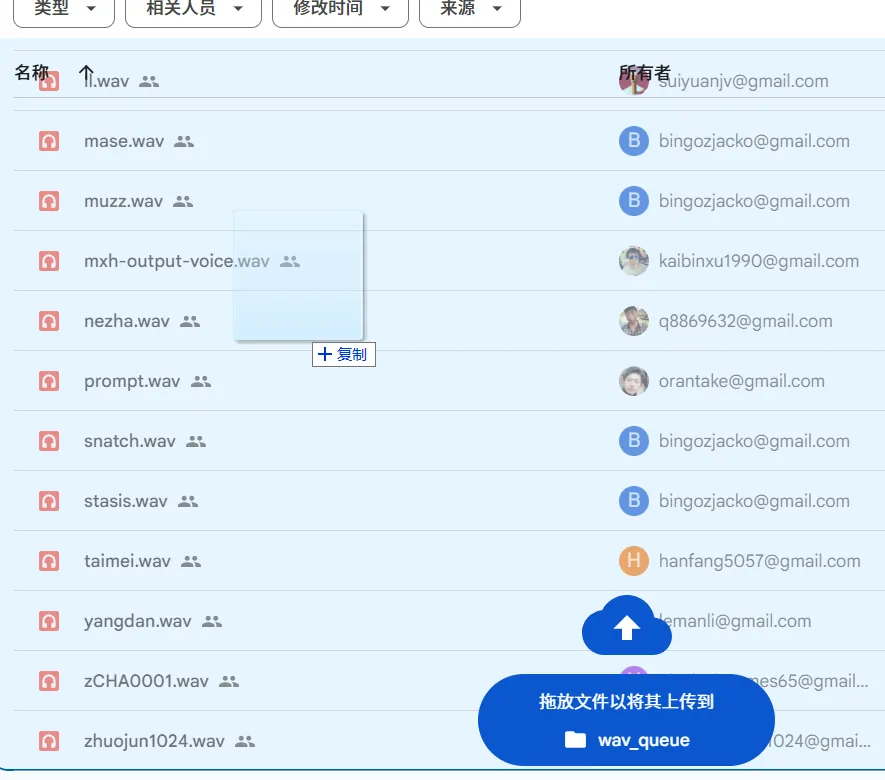 类型 相关人员 修改时间 来源
名称 所有者
ll.wav suiyuanjv@gmail.com
mase.wav B bingozjacko@gmail.com
muzz.wav B bingozjacko@gmail.com
mxh-output-voice.wav kaibinxu1990@gmail.com
nezha.wav q8869632@gmail.com
复制
prompt.wav orantake@gmail.com
snatch.wav B bingozjacko@gmail.com
stasis.wav B bingozjacko@gmail.com
taimei.wav H hanfang5057@gmail.com
yangdan.wav lemanli@gmail.com
zCHA0001.wav mes65@gmail...
拖放文件以将其上传到
wav_queue
zhuojun1024.wav 1024@gmai...